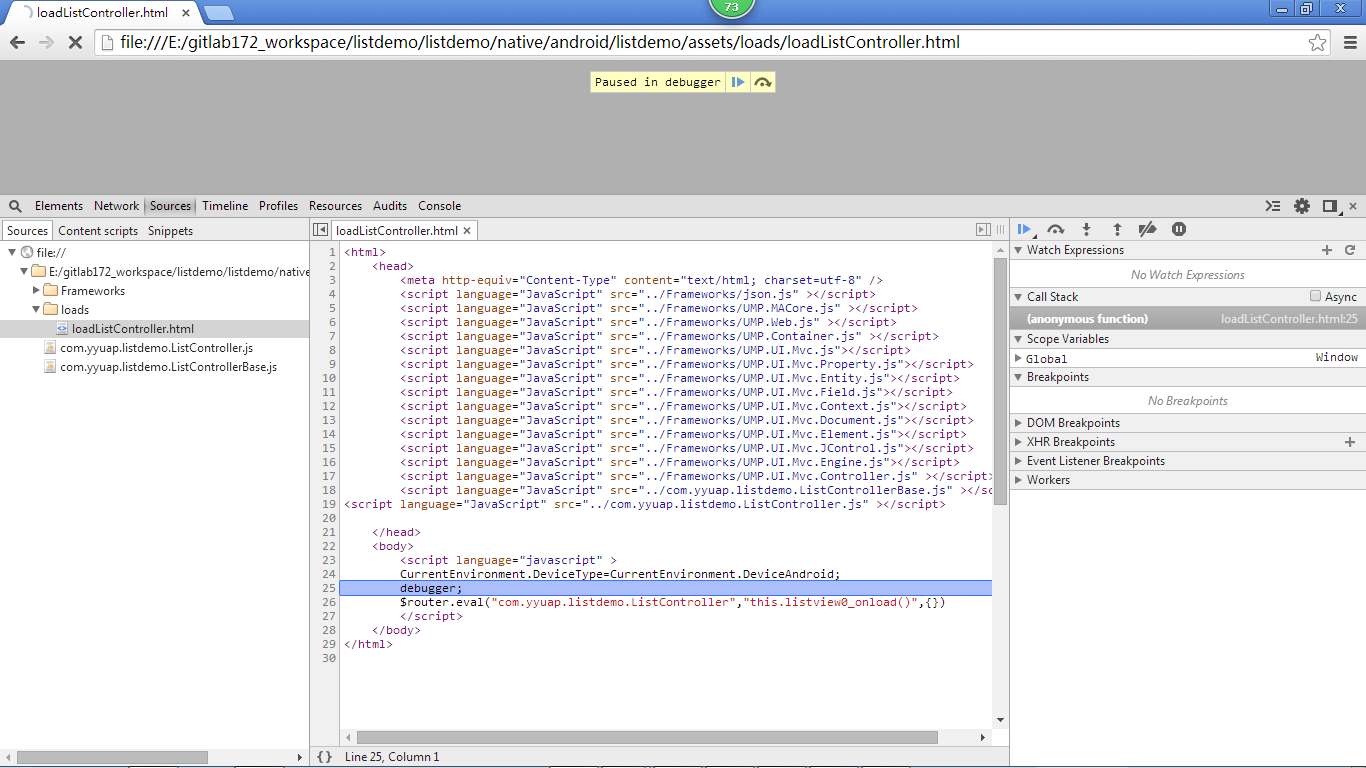 73
loadListController.html
file:///E:/gitlab172_workspace/listdemo/listdemo/native/android/listdemo/assets/loads/loadListController.html
Paused in debugger
Elements Network Sources Timeline Profiles Resources Audits Console
Sources Content scripts Snippets
file://
E:/gitlab172_workspace/listdemo/listdemo/native
Frameworks
loads
loadListController.html
com.yyuap.listdemo.ListController.js
com.yyuap.listdemo.ListControllerBase.js
loadListController.html
1 <html>
2 <head>
3 <meta http-equiv="Content-Type" content="text/html; charset=utf-8" />
4 <script language="JavaScript" src="../Frameworks/json.js" ></script>
5 <script language="JavaScript" src="../Frameworks/UMP.MACore.js" ></script>
6 <script language="JavaScript" src="../Frameworks/UMP.Web.js" ></script>
7 <script language="JavaScript" src="../Frameworks/UMP.Container.js" ></script>
8 <script language="JavaScript" src="../Frameworks/UMP.UI.Mvc.js"></script>
9 <script language="JavaScript" src="../Frameworks/UMP.UI.Mvc.Property.js"></script>
10 <script language="JavaScript" src="../Frameworks/UMP.UI.Mvc.Entity.js"></script>
11 <script language="JavaScript" src="../Frameworks/UMP.UI.Mvc.Field.js"></script>
12 <script language="JavaScript" src="../Frameworks/UMP.UI.Mvc.Context.js"></script>
13 <script language="JavaScript" src="../Frameworks/UMP.UI.Mvc.Document.js"></script>
14 <script language="JavaScript" src="../Frameworks/UMP.UI.Mvc.Element.js"></script>
15 <script language="JavaScript" src="../Frameworks/UMP.UI.Mvc.JControl.js"></script>
16 <script language="JavaScript" src="../Frameworks/UMP.UI.Mvc.Engine.js"></script>
17 <script language="JavaScript" src="../Frameworks/UMP.UI.Mvc.Controller.js" ></script>
18 <script language="JavaScript" src="../com.yyuap.listdemo.ListControllerBase.js" ></sc
19 <script language="JavaScript" src="../com.yyuap.listdemo.ListController.js" ></script>
20
21 </head>
22 <body>
23 <script language="javascript" >
24 CurrentEnvironment.DeviceType=CurrentEnvironment.DeviceAndroid;
25 debugger;
26 $router.eval("com.yyuap.listdemo.ListController","this.listview0_onload()",{})
27 </script>
28 </body>
29 </html>
30
{} Line 25, Column 1
Watch Expressions
No Watch Expressions
Call Stack Async
(anonymous function) loadListController.html:25
Scope Variables
Global Window
Breakpoints
No Breakpoints
DOM Breakpoints
XHR Breakpoints
Event Listener Breakpoints
Workers